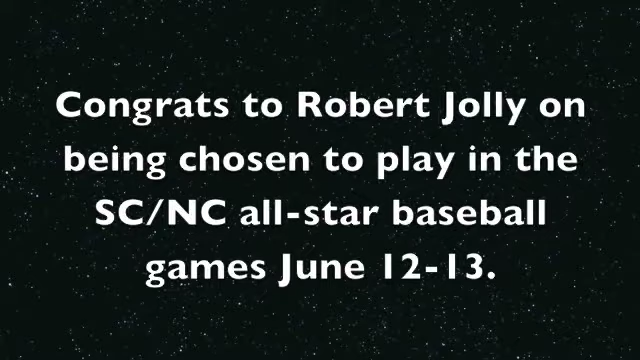 Congrats to Robert Jolly on
being chosen to play in the
SC/NC all-star baseball
games June 12-13.